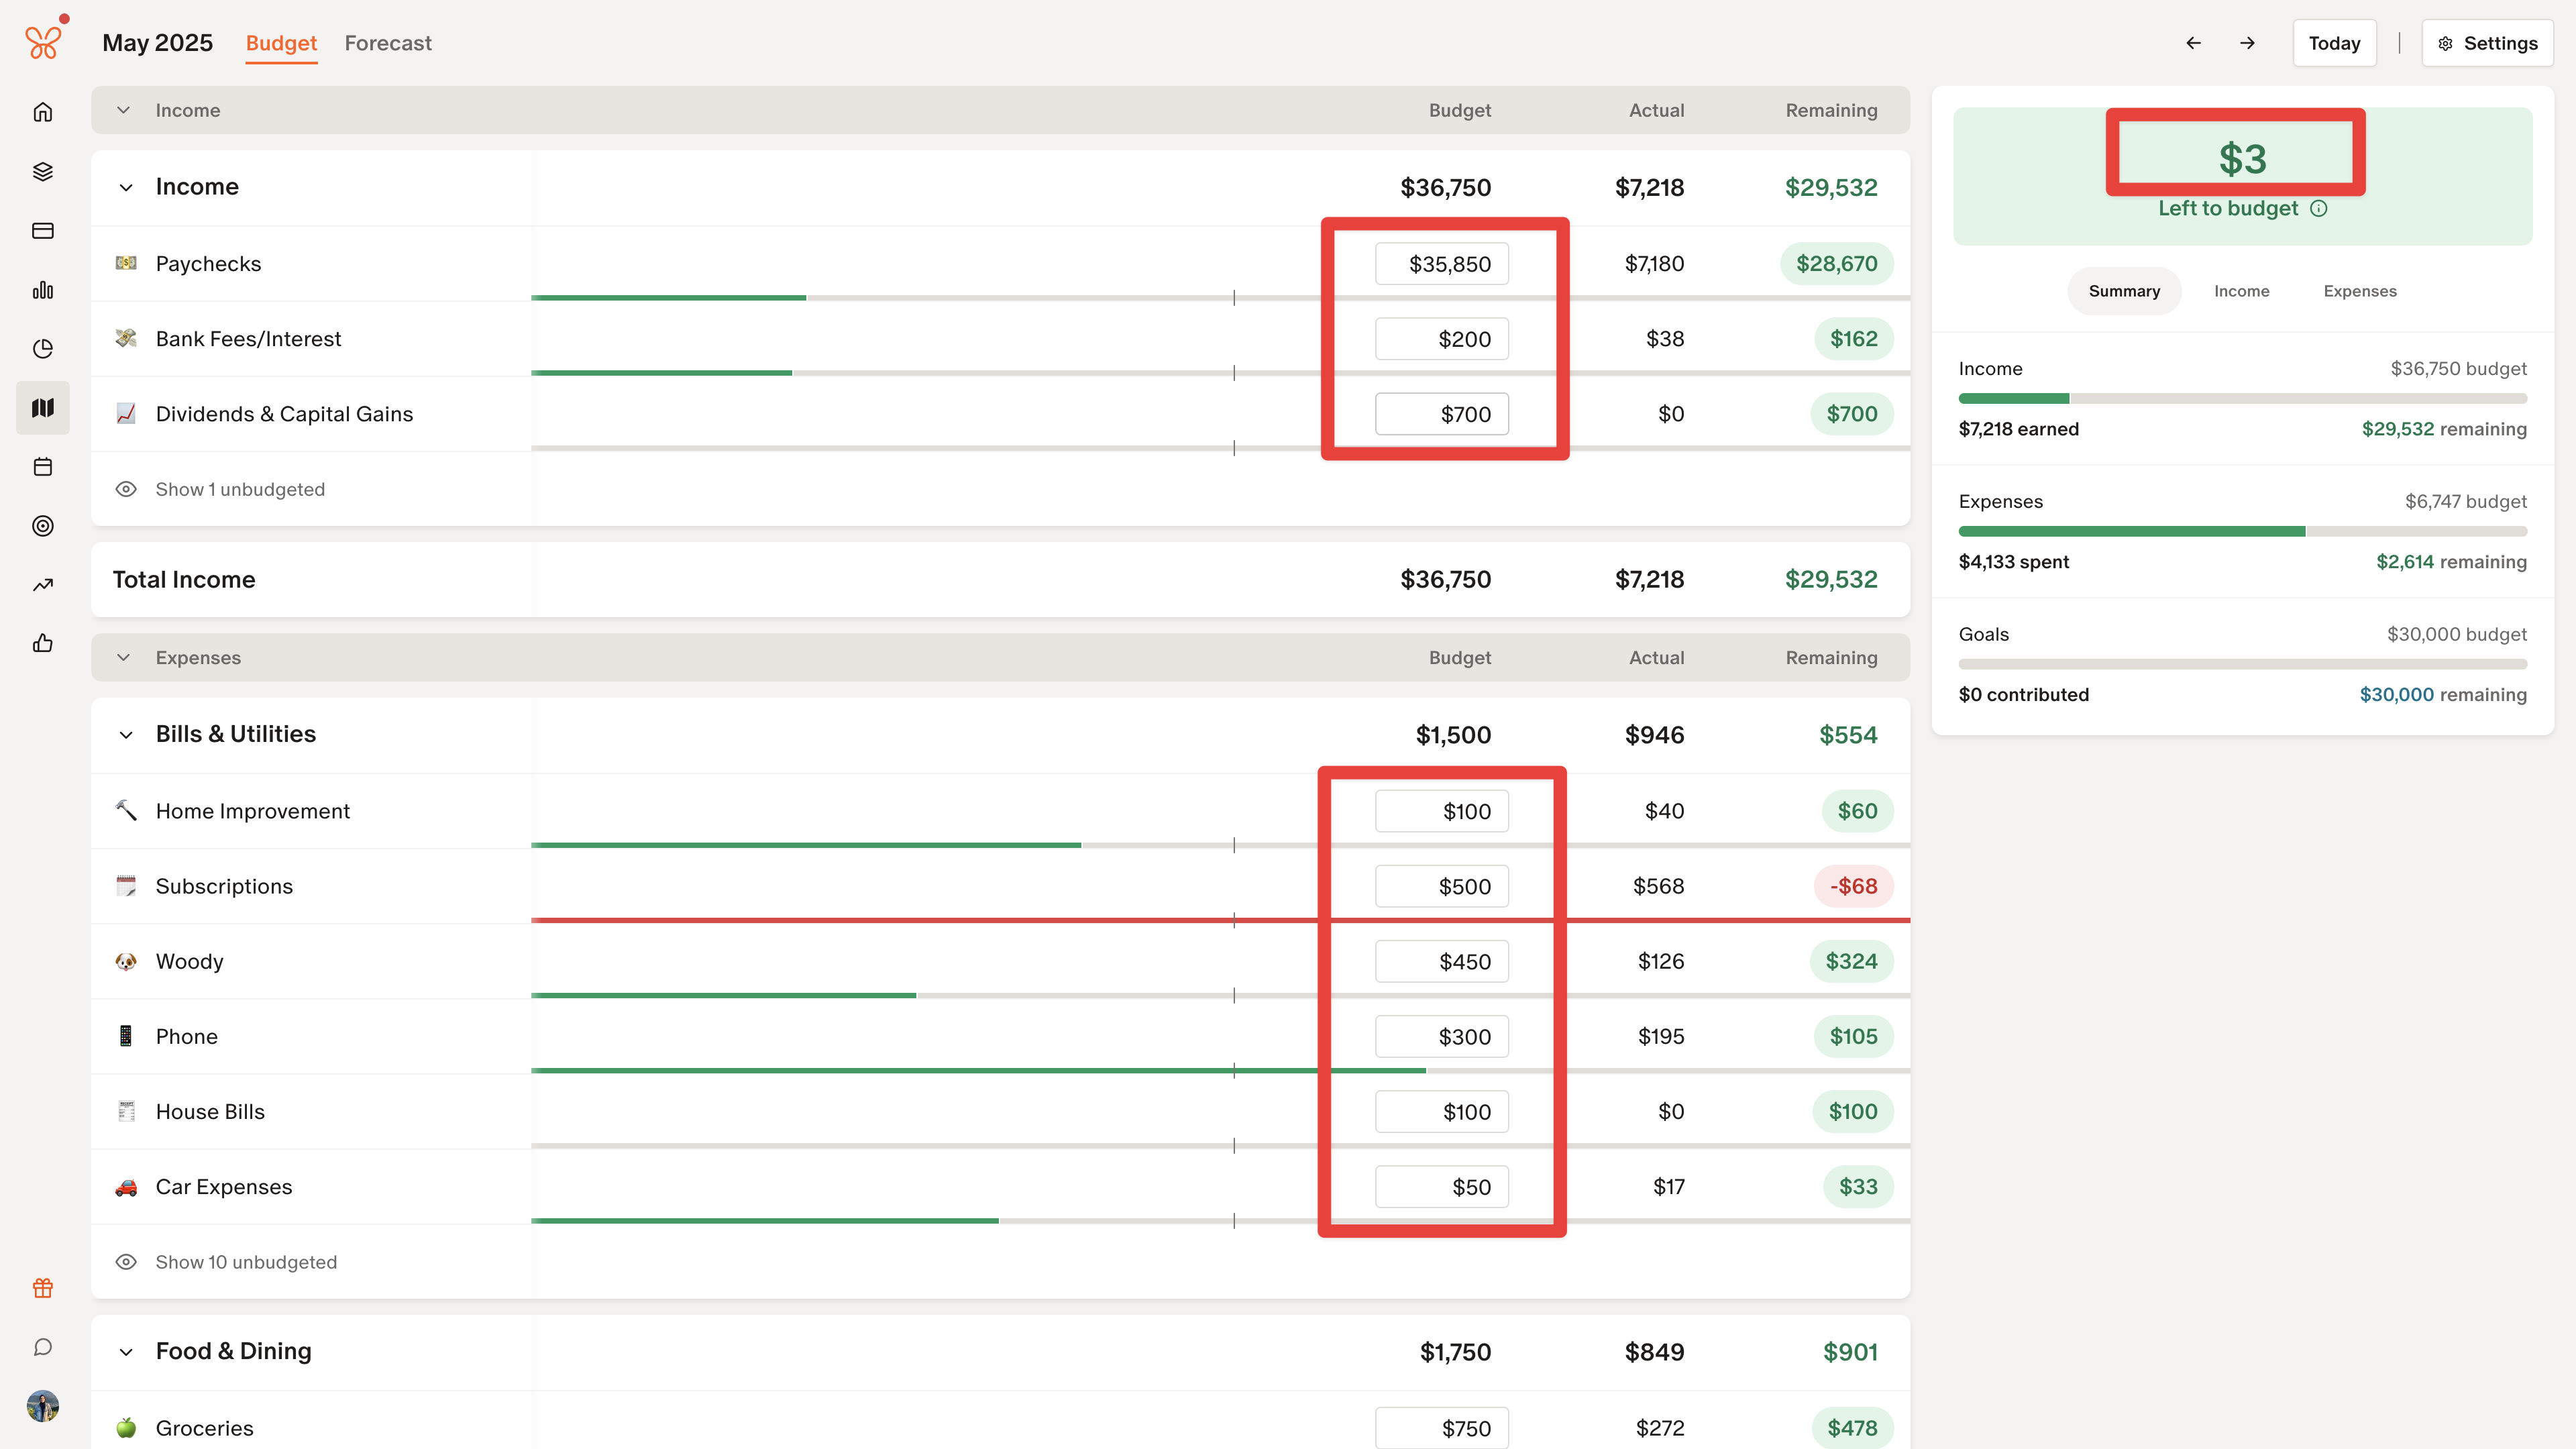 May 2025 Budget Forecast Today Settings
Income Budget Actual Remaining
Income $36,750 $7,218 $29,532
Paychecks $35,850 $7,180 $28,670
Bank Fees/Interest $200 $38 $162
Dividends & Capital Gains $700 $0 $700
Show 1 unbudgeted
Total Income $36,750 $7,218 $29,532
Expenses Budget Actual Remaining
Bills & Utilities $1,500 $946 $554
Home Improvement $100 $40 $60
Subscriptions $500 $568 -$68
Woody $450 $126 $324
Phone $300 $195 $105
House Bills $100 $0 $100
Car Expenses $50 $17 $33
Show 10 unbudgeted
Food & Dining $1,750 $849 $901
Groceries $750 $272 $478
$3
Left to budget
Summary Income Expenses
Income $36,750 budget
$7,218 earned $29,532 remaining
Expenses $6,747 budget
$4,133 spent $2,614 remaining
Goals $30,000 budget
$0 contributed $30,000 remaining